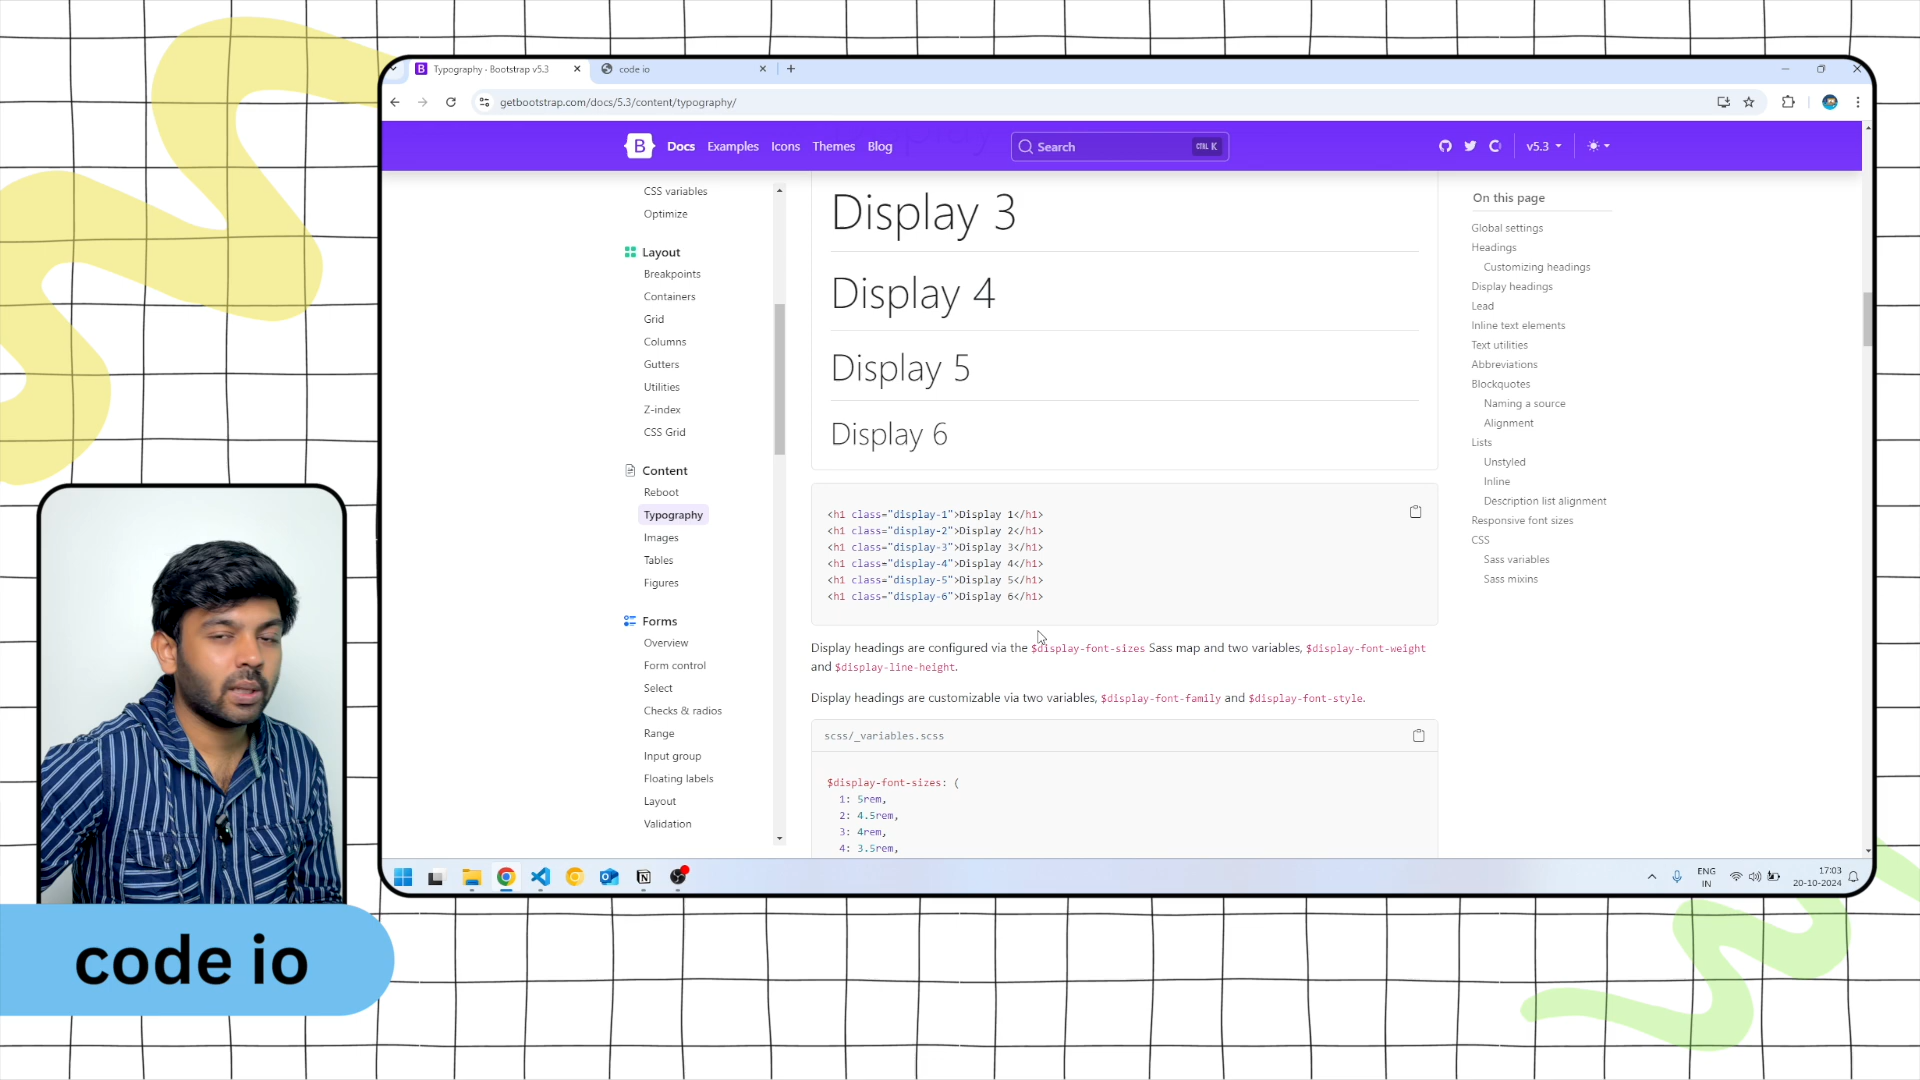 Typography · Bootstrap v5.3
code io
getbootstrap.com/docs/5.3/content/typography/
B
Docs
Examples
Icons
Themes
Blog
Search
CTRL K
v5.3
CSS variables
Optimize
Layout
Breakpoints
Containers
Grid
Columns
Gutters
Utilities
Z-index
CSS Grid
Content
Reboot
Typography
Images
Tables
Figures
Forms
Overview
Form control
Select
Checks & radios
Range
Input group
Floating labels
Layout
Validation
Display 3
Display 4
Display 5
Display 6
<h1 class="display-1">Display 1</h1>
<h1 class="display-2">Display 2</h1>
<h1 class="display-3">Display 3</h1>
<h1 class="display-4">Display 4</h1>
<h1 class="display-5">Display 5</h1>
<h1 class="display-6">Display 6</h1>
Display headings are configured via the $display-font-sizes Sass map and two variables, $display-font-weight
and $display-line-height.
Display headings are customizable via two variables, $display-font-family and $display-font-style.
scss/_variables.scss
$display-font-sizes: (
1: 5rem,
2: 4.5rem,
3: 4rem,
4: 3.5rem,
On this page
Global settings
Headings
Customizing headings
Display headings
Lead
Inline text elements
Text utilities
Abbreviations
Blockquotes
Naming a source
Alignment
Lists
Unstyled
Inline
Description list alignment
Responsive font sizes
CSS
Sass variables
Sass mixins
ENG
IN
17:03
20-10-2024
code io